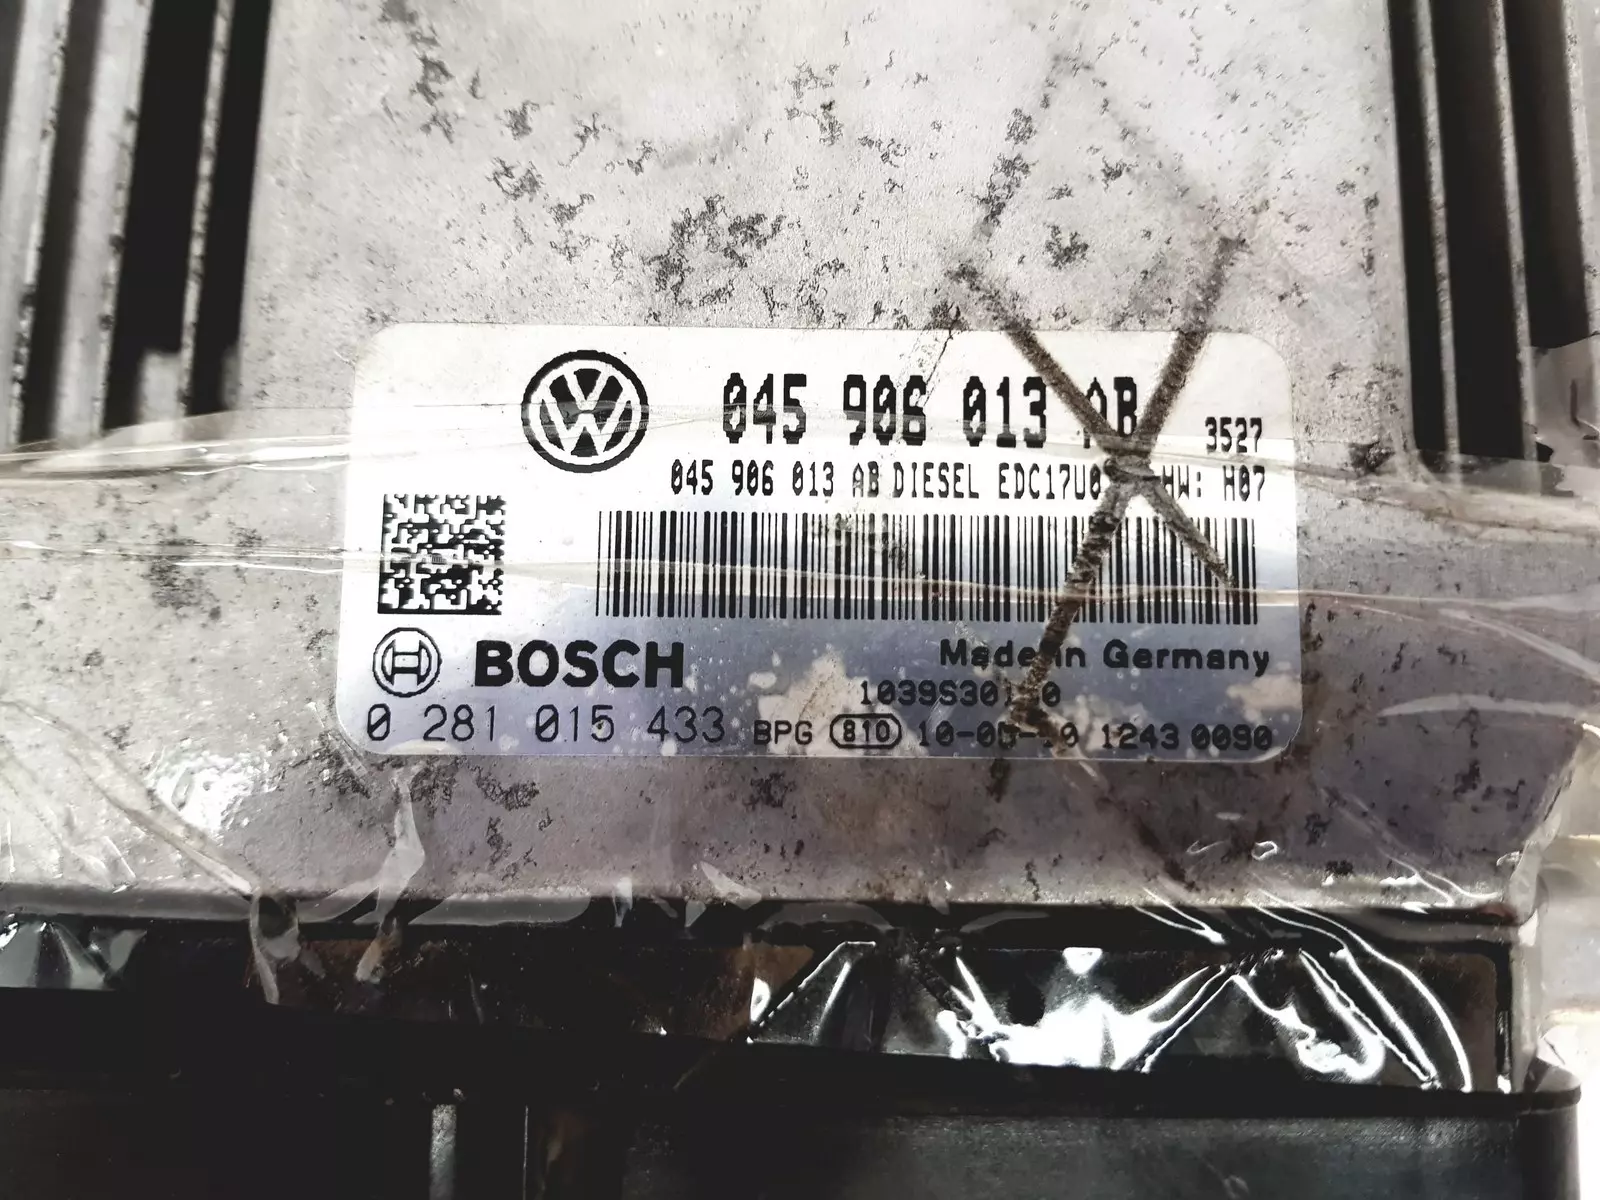 045 906 013 AB 3527
045 906 013 AB DIESEL HW: H07
BOSCH
Made in Germany
0 281 015 433 BPG 810 1243 0090